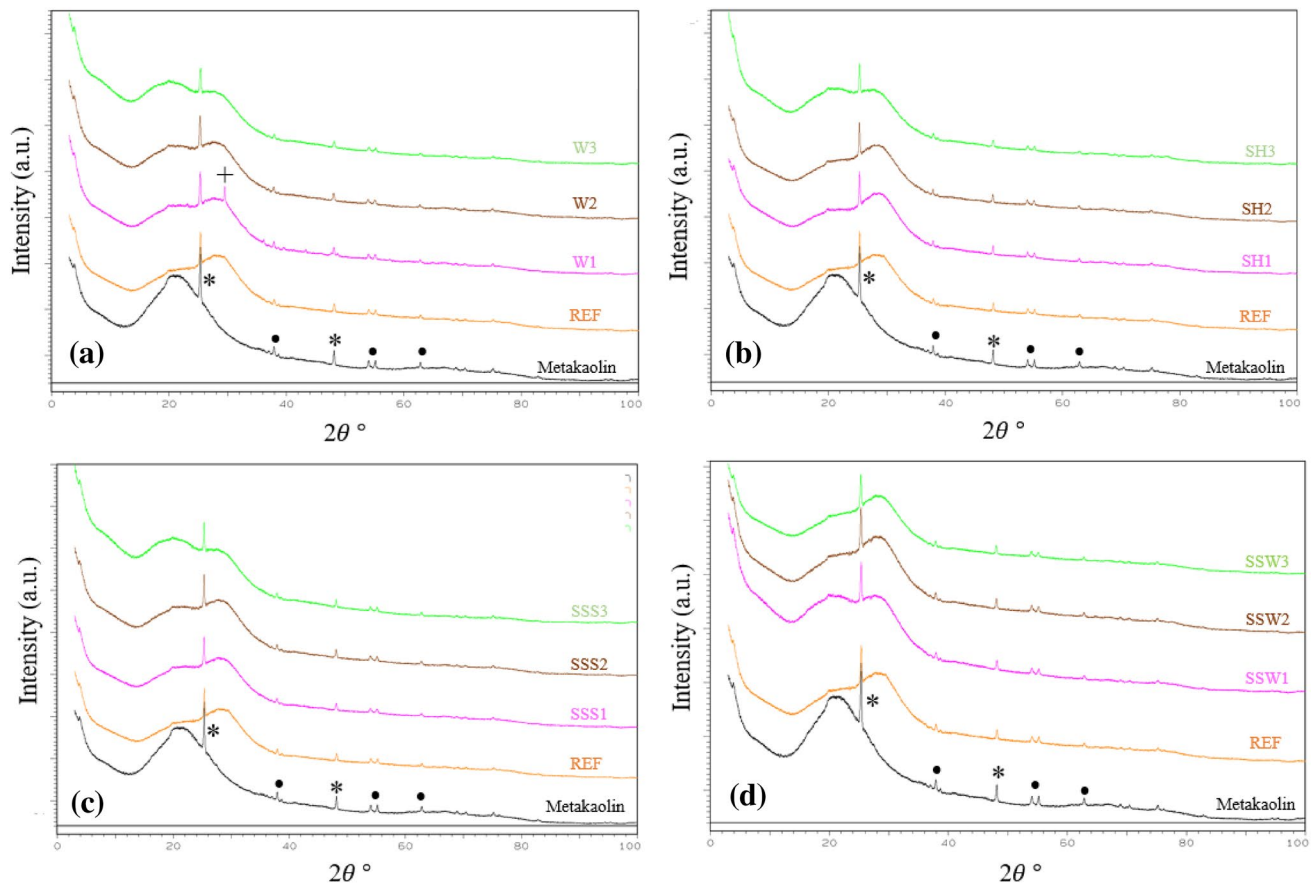 Intensity (a.u.)
W3
+
W2
W1
*
REF
(a)
• * • •
Metakaolin
0 20 40 60 80 100
2θ °
Intensity (a.u.)
SH3
SH2
SH1
*
REF
(b)
• * • •
Metakaolin
0 20 40 60 80 100
2θ °
Intensity (a.u.)
SSS3
SSS2
SSS1
*
REF
(c)
• * • •
Metakaolin
0 20 40 60 80 100
2θ °
Intensity (a.u.)
SSW3
SSW2
SSW1
*
REF
(d)
• * • •
Metakaolin
0 20 40 60 80 100
2θ °